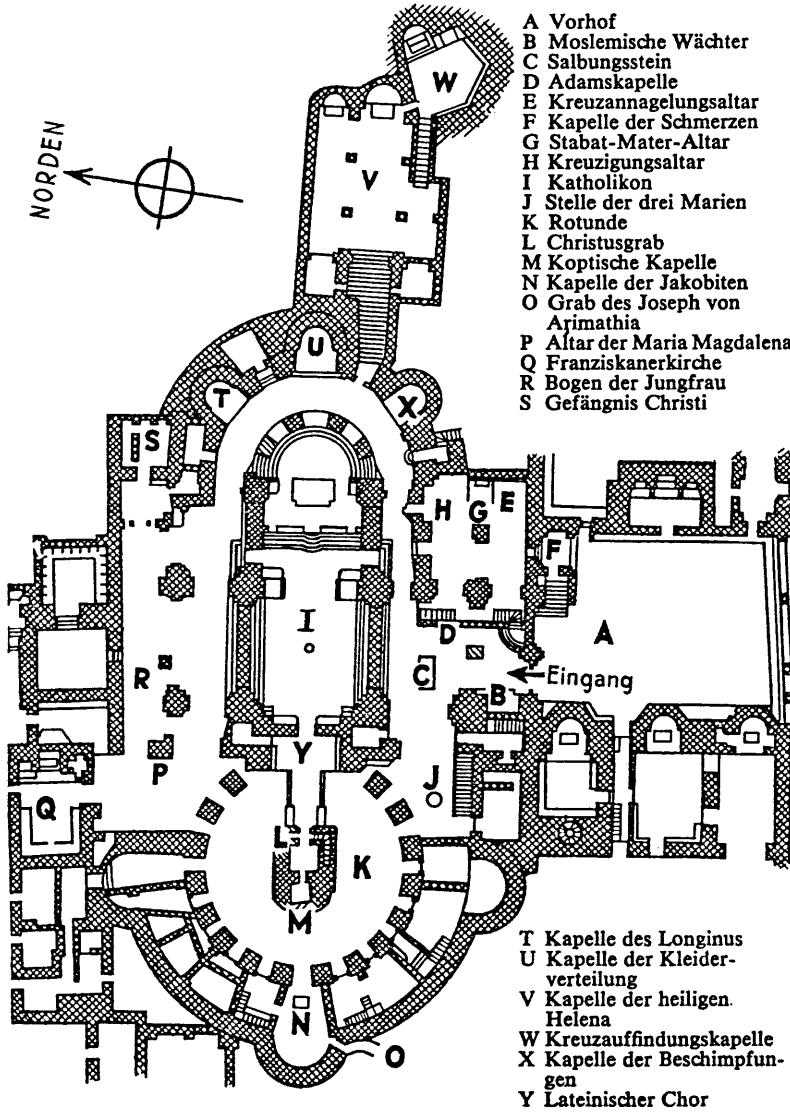 A Vorhof
B Moslemische Wächter
C Salbungsstein
D Adamskapelle
E Kreuzannagelungsaltar
F Kapelle der Schmerzen
G Stabat-Mater-Altar
H Kreuzigungsaltar
I Katholikon
J Stelle der drei Marien
K Rotunde
L Christusgrab
M Koptische Kapelle
N Kapelle der Jakobiten
O Grab des Joseph von
Arimathia
P Altar der Maria Magdalena
Q Franziskanerkirche
R Bogen der Jungfrau
S Gefängnis Christi
NORDEN
W
V
U
T
X
S
H
G
E
F
I
D
A
R
C
Eingang
B
Y
P
J
Q
L
K
M
N
O
T Kapelle des Longinus
U Kapelle der Kleider-
verteilung
V Kapelle der heiligen
Helena
W Kreuzauffindungskapelle
X Kapelle der Beschimpfun-
gen
Y Lateinischer Chor